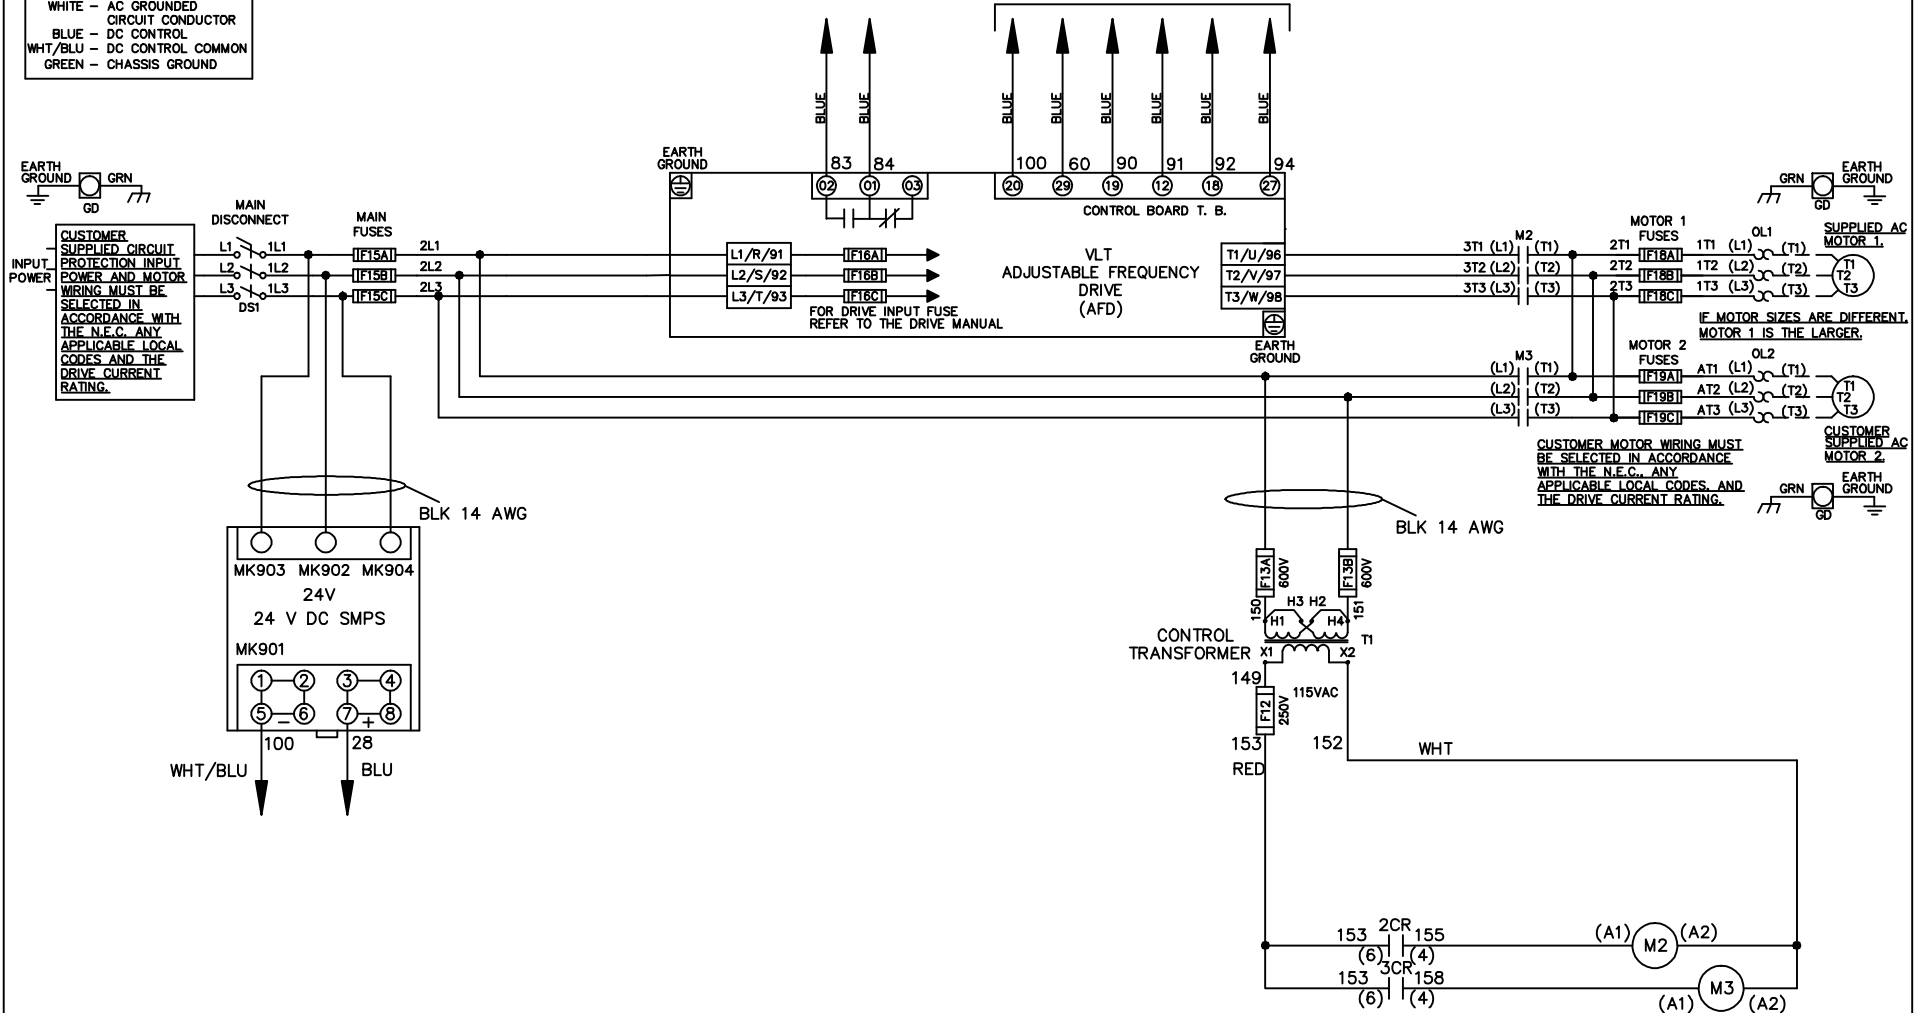 WHITE – AC GROUNDED
CIRCUIT CONDUCTOR
BLUE – DC CONTROL
WHT/BLU – DC CONTROL COMMON
GREEN – CHASSIS GROUND
BLUE BLUE BLUE BLUE BLUE BLUE BLUE BLUE
EARTH
GROUND
83 84 100 60 90 91 92 94
02 01 03 20 29 19 12 18 27
CONTROL BOARD T. B.
EARTH
GROUND
GRN
GD
GRN
EARTH
GROUND
GD
MAIN
DISCONNECT
MAIN
FUSES
CUSTOMER
SUPPLIED CIRCUIT
PROTECTION INPUT
POWER AND MOTOR
WIRING MUST BE
SELECTED IN
ACCORDANCE WITH
THE N.E.C. ANY
APPLICABLE LOCAL
CODES AND THE
DRIVE CURRENT
RATING.
INPUT
POWER
L1 1L1 F15A 2L1
L2 1L2 F15B 2L2
L3 1L3 F15C 2L3
DS1
L1/R/91 F16A
L2/S/92 F16B
L3/T/93 F16C
FOR DRIVE INPUT FUSE
REFER TO THE DRIVE MANUAL
VLT
ADJUSTABLE FREQUENCY
DRIVE
(AFD)
T1/U/96
T2/V/97
T3/W/98
EARTH
GROUND
M2
MOTOR 1
FUSES
OL1
3T1 (L1) (T1) 2T1 F18A 1T1 (L1) (T1)
3T2 (L2) (T2) 2T2 F18B 1T2 (L2) (T2)
3T3 (L3) (T3) 2T3 F18C 1T3 (L3) (T3)
SUPPLIED AC
MOTOR 1.
T1
T2
T3
IF MOTOR SIZES ARE DIFFERENT,
MOTOR 1 IS THE LARGER.
M3
MOTOR 2
FUSES
OL2
(L1) (T1) F19A AT1 (L1) (T1)
(L2) (T2) F19B AT2 (L2) (T2)
(L3) (T3) F19C AT3 (L3) (T3)
T1
T2
T3
CUSTOMER
SUPPLIED AC
MOTOR 2.
CUSTOMER MOTOR WIRING MUST
BE SELECTED IN ACCORDANCE
WITH THE N.E.C., ANY
APPLICABLE LOCAL CODES, AND
THE DRIVE CURRENT RATING.
GRN
EARTH
GROUND
GD
BLK 14 AWG
MK903 MK902 MK904
24V
24 V DC SMPS
MK901
1 2 3 4
5 – 6 7 + 8
100 28
WHT/BLU BLU
BLK 14 AWG
F13A 600V F13B 600V
150 151
H3 H2
H1 H4
CONTROL
TRANSFORMER
T1
X1 X2
149
115VAC
F12 250V
153 152
RED
WHT
2CR
153 155
(6) (4)
(A1) M2 (A2)
3CR
153 158
(6) (4)
(A1) M3 (A2)